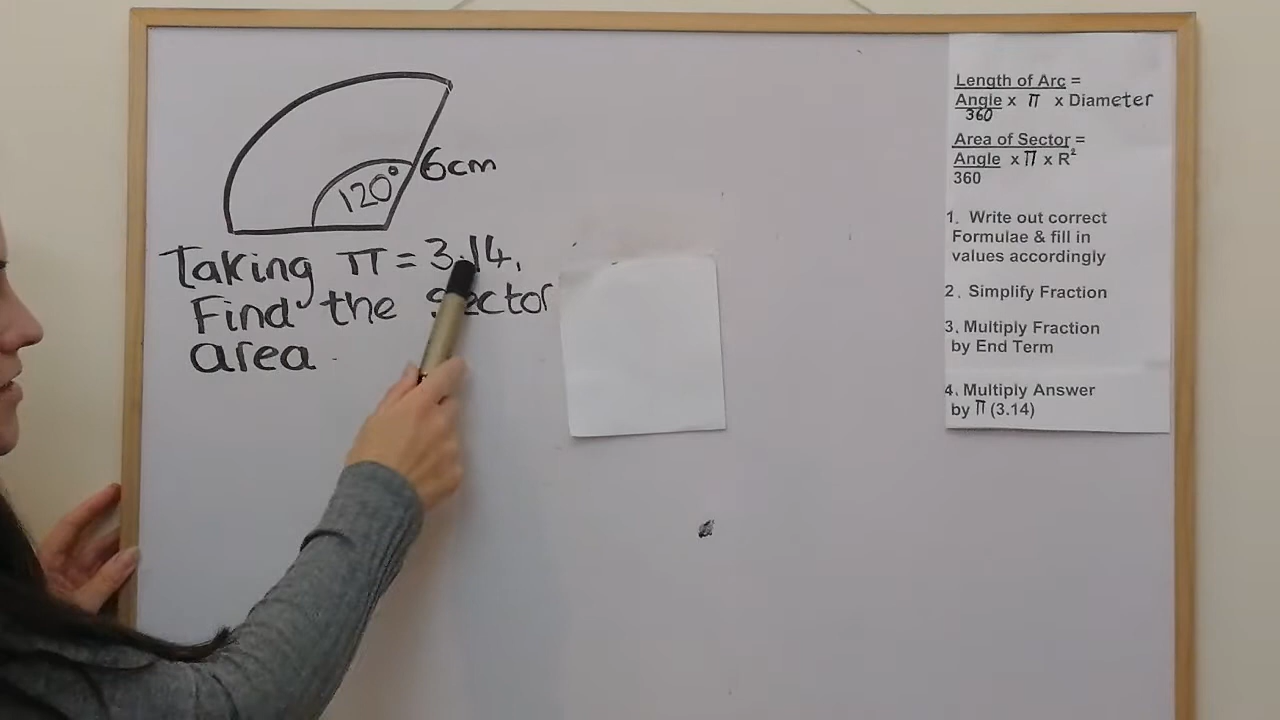 120°
6cm
Taking π = 3.14,
Find the sector
area.
Length of Arc =
Angle x π x Diameter
360
Area of Sector =
Angle x π x R²
360
1. Write out correct
Formulae & fill in
values accordingly
2. Simplify Fraction
3. Multiply Fraction
by End Term
4. Multiply Answer
by π (3.14)